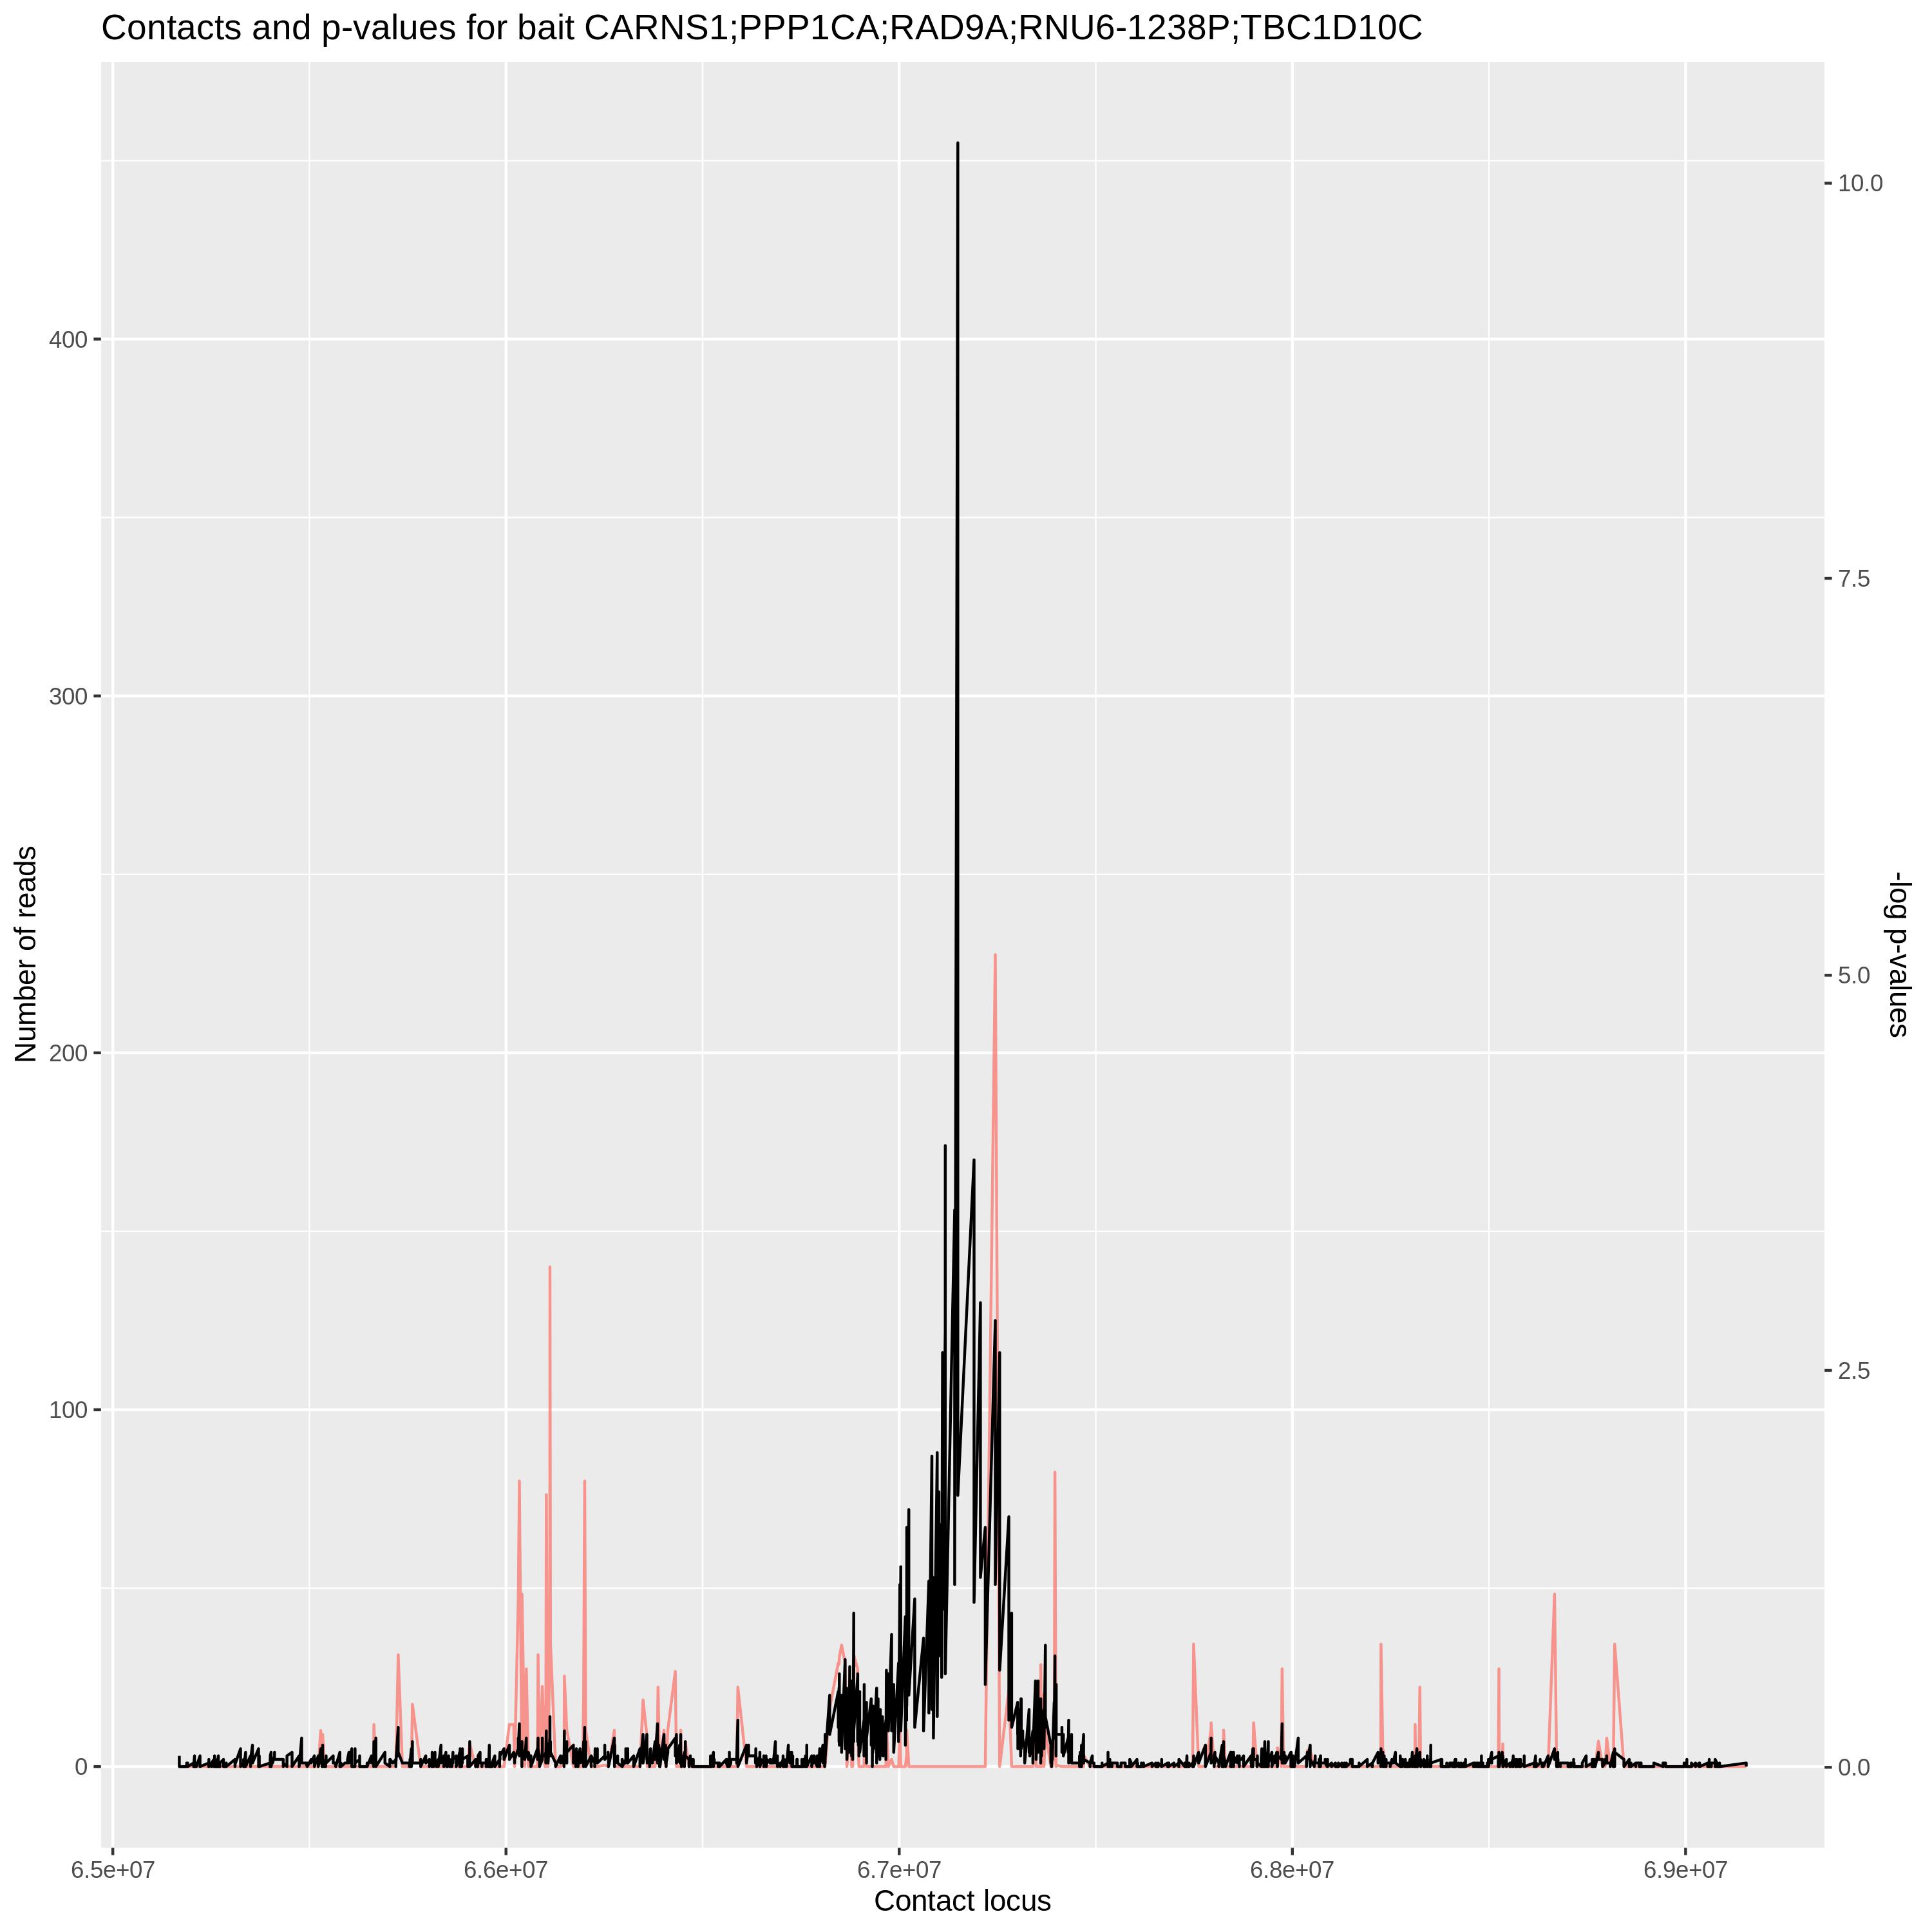 Contacts and p-values for bait CARNS1;PPP1CA;RAD9A;RNU6-1238P;TBC1D10C
Number of reads
400
300
200
100
0
10.0
7.5
5.0
2.5
0.0
-log p-values
6.5e+07 6.6e+07 6.7e+07 6.8e+07 6.9e+07
Contact locus